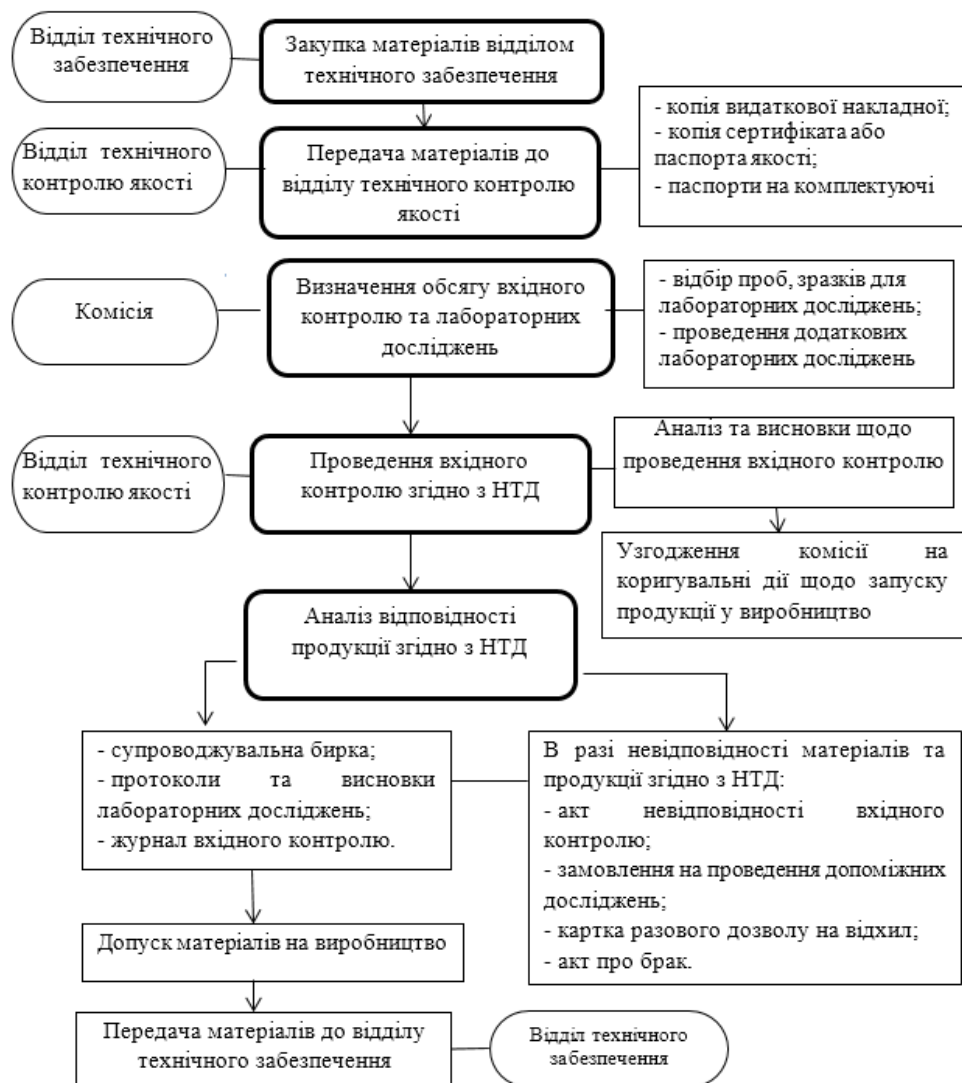 Відділ технічного
забезпечення
Закупка матеріалів відділом
технічного забезпечення
Відділ технічного
контролю якості
Передача матеріалів до
відділу технічного контролю
якості
- копія видаткової накладної;
- копія сертифіката або
паспорта якості;
- паспорти на комплектуючі
Комісія
Визначення обсягу вхідного
контролю та лабораторних
досліджень
- відбір проб, зразків для
лабораторних досліджень;
- проведення додаткових
лабораторних досліджень
Відділ технічного
контролю якості
Проведення вхідного
контролю згідно з НТД
Аналіз та висновки щодо
проведення вхідного контролю
Узгодження комісії на
коригувальні дії щодо запуску
продукції у виробництво
Аналіз відповідності
продукції згідно з НТД
- супроводжувальна бирка;
- протоколи та висновки
лабораторних досліджень;
- журнал вхідного контролю.
В разі невідповідності матеріалів та
продукції згідно з НТД:
- акт невідповідності вхідного
контролю;
- замовлення на проведення допоміжних
досліджень;
- картка разового дозволу на відхил;
- акт про брак.
Допуск матеріалів на виробництво
Передача матеріалів до відділу
технічного забезпечення
Відділ технічного
забезпечення